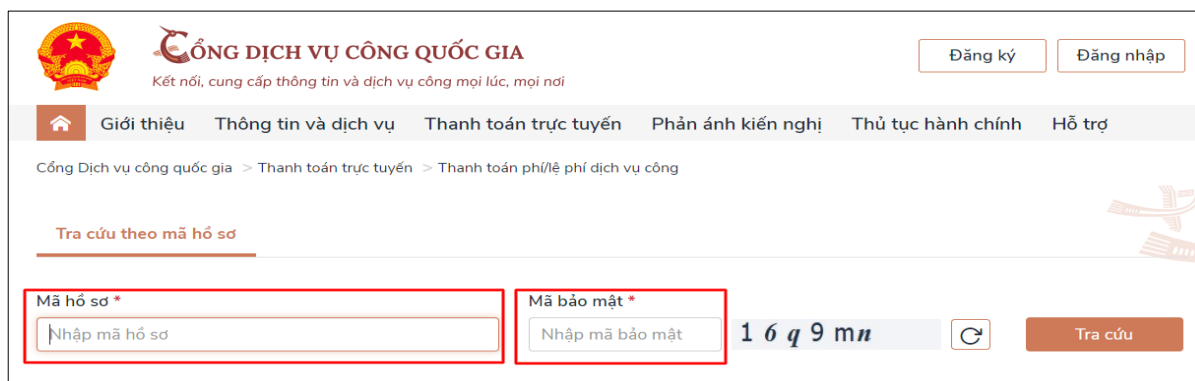 CỔNG DỊCH VỤ CÔNG QUỐC GIA
Kết nối, cung cấp thông tin và dịch vụ công mọi lúc, mọi nơi
Đăng ký
Đăng nhập
Giới thiệu Thông tin và dịch vụ Thanh toán trực tuyến Phản ánh kiến nghị Thủ tục hành chính Hỗ trợ
Cổng Dịch vụ công quốc gia > Thanh toán trực tuyến > Thanh toán phí/lệ phí dịch vụ công
Tra cứu theo mã hồ sơ
Mã hồ sơ * Mã bảo mật *
Nhập mã hồ sơ Nhập mã bảo mật 1 6 q 9 m n Tra cứu